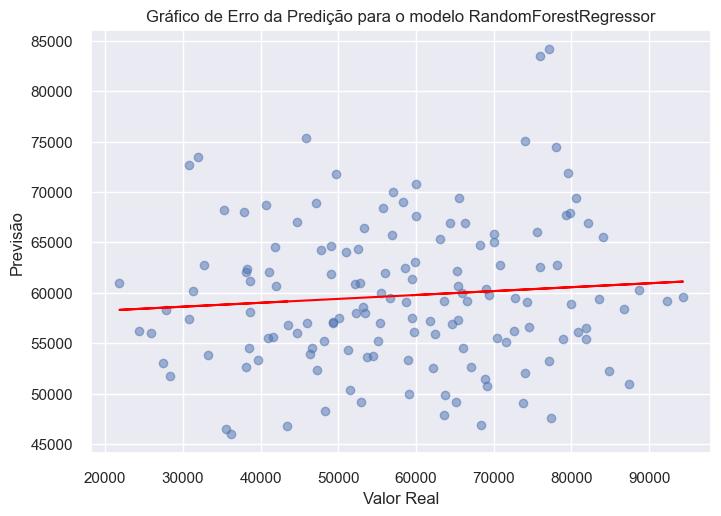 Gráfico de Erro da Predição para o modelo RandomForestRegressor
85000
80000
75000
70000
65000
60000
55000
50000
45000
Previsão
20000 30000 40000 50000 60000 70000 80000 90000
Valor Real